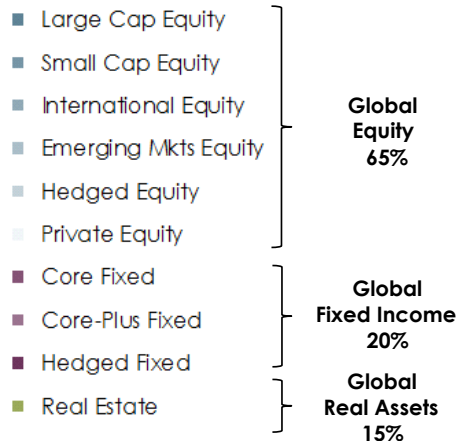 Large Cap Equity
Small Cap Equity
International Equity
Emerging Mkts Equity
Hedged Equity
Private Equity
Global
Equity
65%
Core Fixed
Core-Plus Fixed
Hedged Fixed
Global
Fixed Income
20%
Real Estate
Global
Real Assets
15%